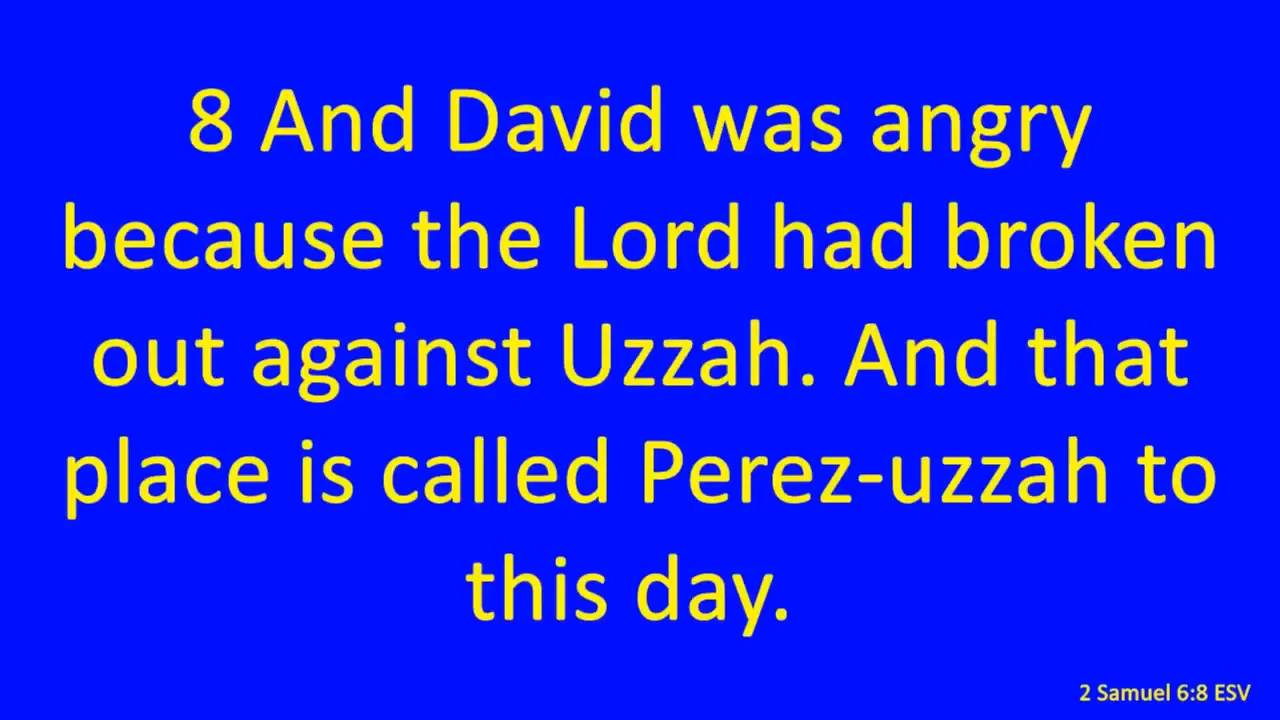 8 And David was angry
because the Lord had broken
out against Uzzah. And that
place is called Perez-uzzah to
this day.
2 Samuel 6:8 ESV